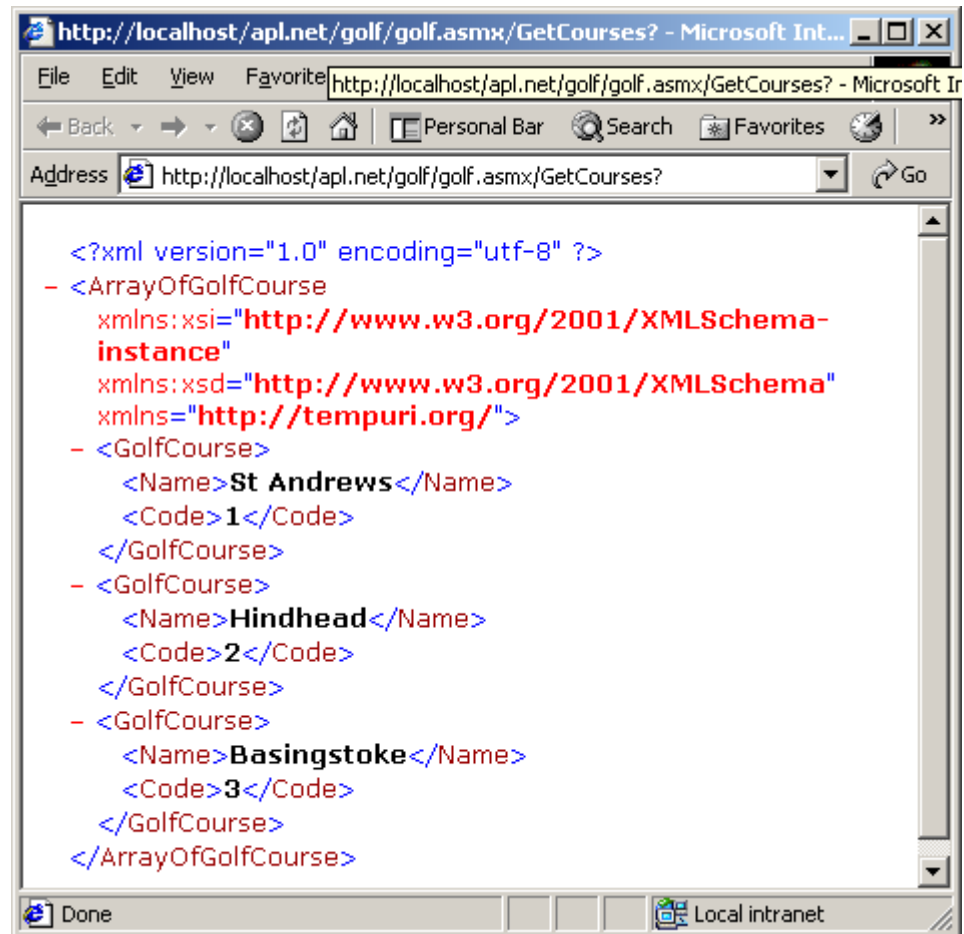 http://localhost/apl.net/golf/golf.asmx/GetCourses? - Microsoft Int...
File Edit View Favorite
http://localhost/apl.net/golf/golf.asmx/GetCourses? - Microsoft In
Back Personal Bar Search Favorites »
Address http://localhost/apl.net/golf/golf.asmx/GetCourses? Go
<?xml version="1.0" encoding="utf-8" ?>
- <ArrayOfGolfCourse
xmlns:xsi="http://www.w3.org/2001/XMLSchema-
instance"
xmlns:xsd="http://www.w3.org/2001/XMLSchema"
xmlns="http://tempuri.org/">
- <GolfCourse>
<Name>St Andrews</Name>
<Code>1</Code>
</GolfCourse>
- <GolfCourse>
<Name>Hindhead</Name>
<Code>2</Code>
</GolfCourse>
- <GolfCourse>
<Name>Basingstoke</Name>
<Code>3</Code>
</GolfCourse>
</ArrayOfGolfCourse>
Done Local intranet